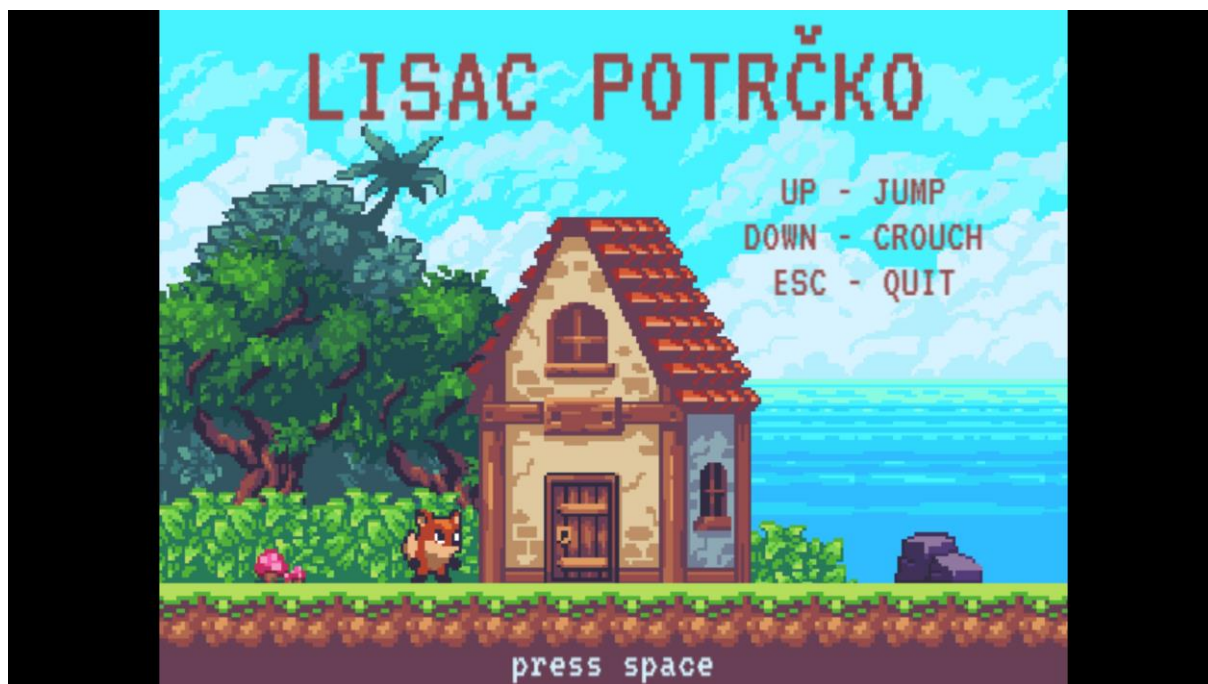 LISAC POTRČKO
UP - JUMP
DOWN - CROUCH
ESC - QUIT
press space